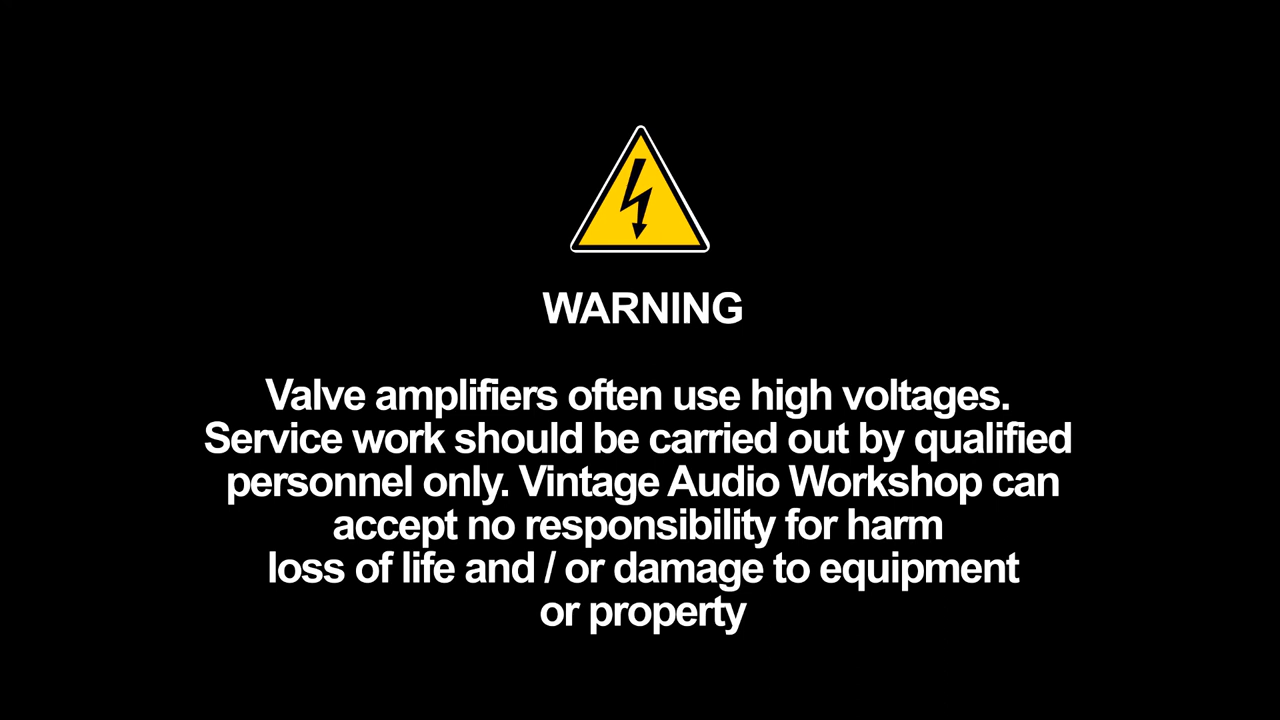 WARNING
Valve amplifiers often use high voltages.
Service work should be carried out by qualified
personnel only. Vintage Audio Workshop can
accept no responsibility for harm
loss of life and / or damage to equipment
or property